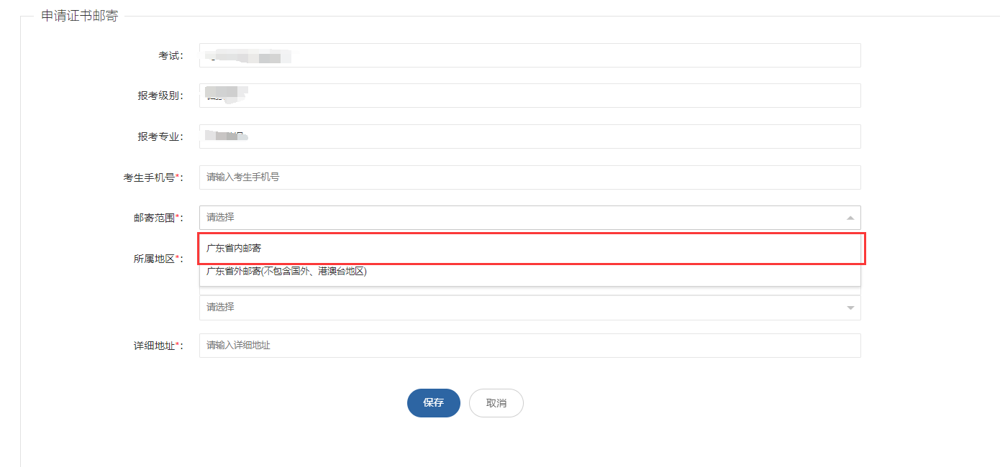 申请证书邮寄
考试：
报考级别：
报考专业：
考生手机号*： 请输入考生手机号
邮寄范围*： 请选择
广东省内邮寄
所属地区*：
广东省外邮寄(不包含国外、港澳台地区)
请选择
详细地址*： 请输入详细地址
保存 取消